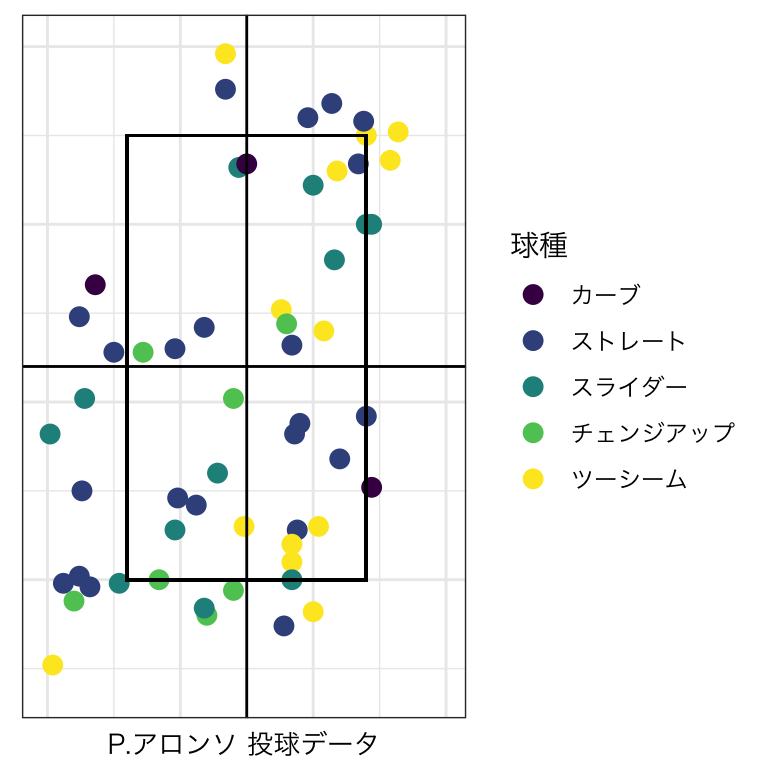 球種
カーブ
ストレート
スライダー
チェンジアップ
ツーシーム
P.アロンソ 投球データ